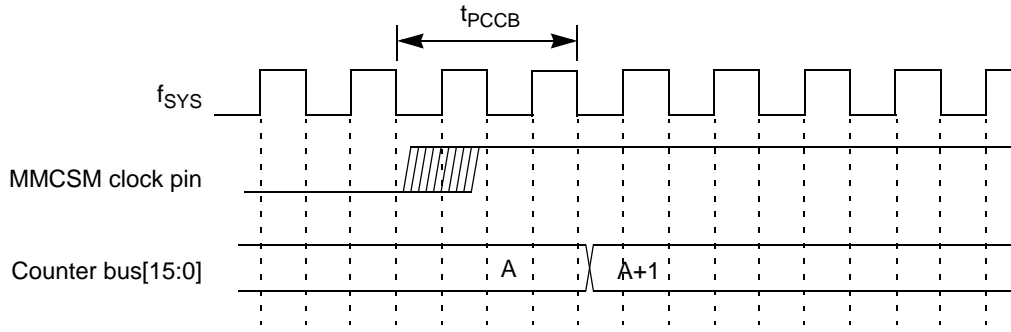 tPCCB
fSYS
MMCSM clock pin
Counter bus[15:0]
A
A+1